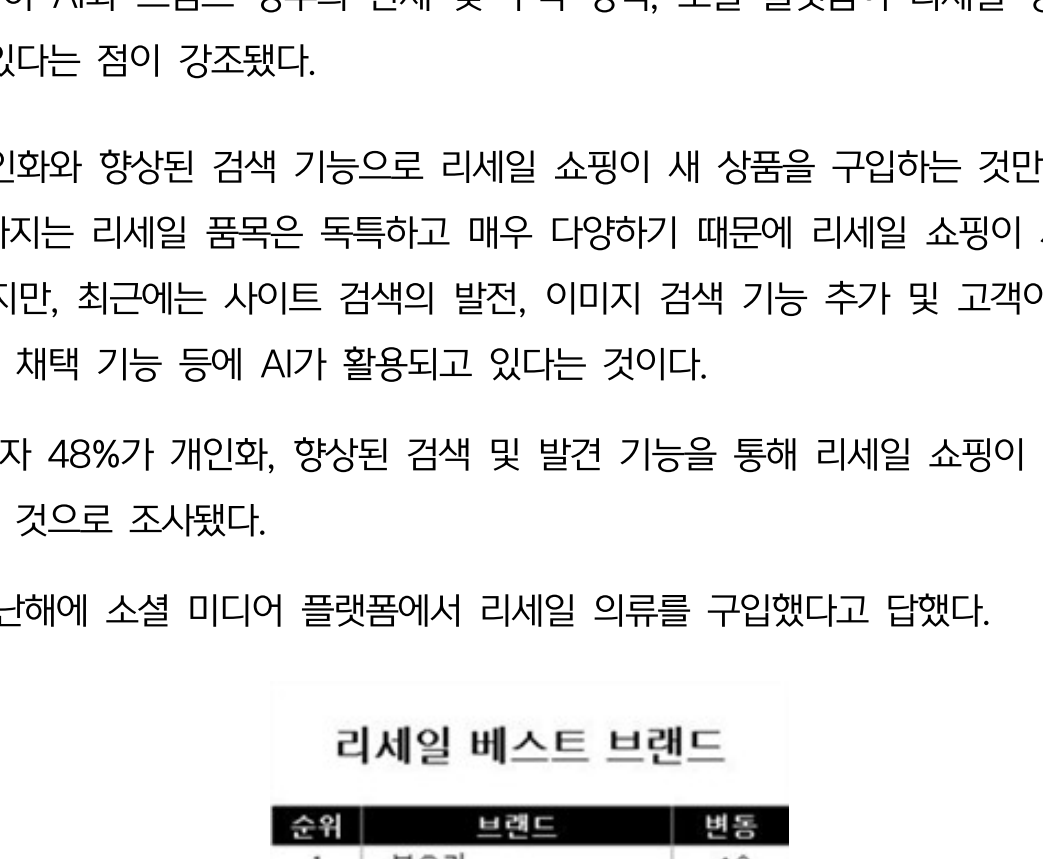 있다는 점이 강조됐다.
인화와 향상된 검색 기능으로 리세일 쇼핑이 새 상품을 구입하는 것만
지는 리세일 품목은 독특하고 매우 다양하기 때문에 리세일 쇼핑이
지만, 최근에는 사이트 검색의 발전, 이미지 검색 기능 추가 및 고객이
채택 기능 등에 AI가 활용되고 있다는 것이다.
자 48%가 개인화, 향상된 검색 및 발견 기능을 통해 리세일 쇼핑이
것으로 조사됐다.
난해에 소셜 미디어 플랫폼에서 리세일 의류를 구입했다고 답했다.
리세일 베스트 브랜드
순위 브랜드 변동